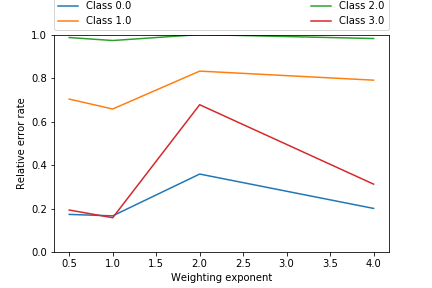 Class 0.0
Class 1.0
Class 2.0
Class 3.0
1.0
0.8
0.6
0.4
0.2
0.0
Relative error rate
0.5 1.0 1.5 2.0 2.5 3.0 3.5 4.0
Weighting exponent